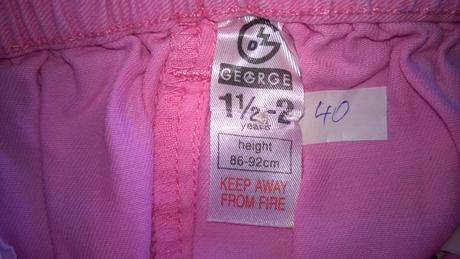 GEORGE
1½-2
years
40
height
86-92cm
KEEP AWAY
FROM FIRE